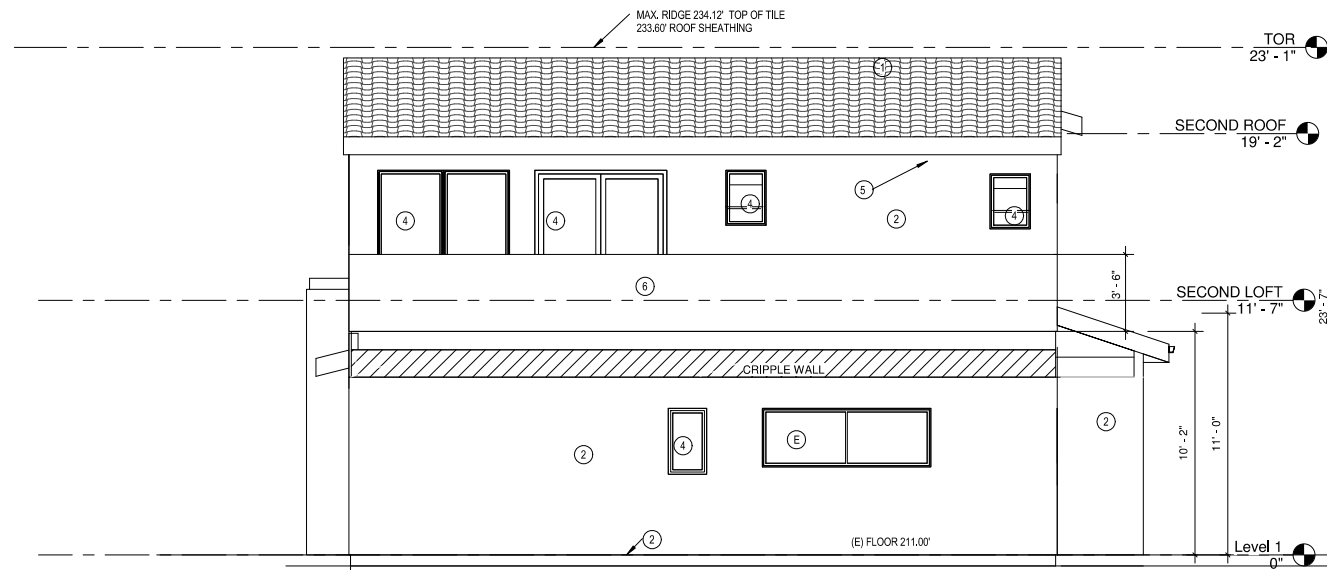 MAX. RIDGE 234.12' TOP OF TILE
233.60' ROOF SHEATHING
TOR
23' - 1"
1
SECOND ROOF
19' - 2"
5
4
4
4
4
2
6
3' - 6"
SECOND LOFT
11' - 7"
23' - 7"
CRIPPLE WALL
2
4
E
2
10' - 2"
11' - 0"
2
(E) FLOOR 211.00'
Level 1
0"